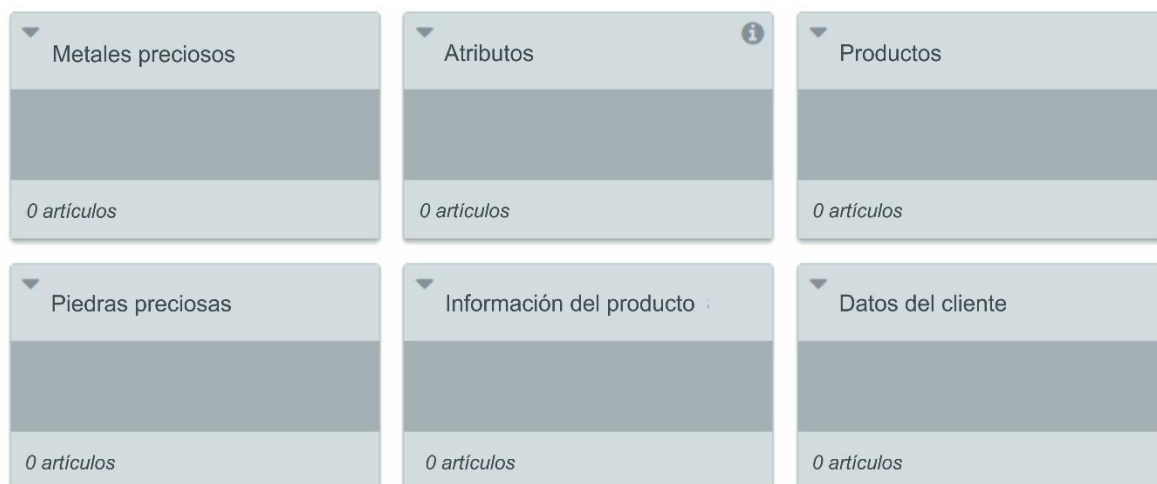 Metales preciosos
Atributos
Productos
0 artículos
0 artículos
0 artículos
Piedras preciosas
Información del producto
Datos del cliente
0 artículos
0 artículos
0 artículos